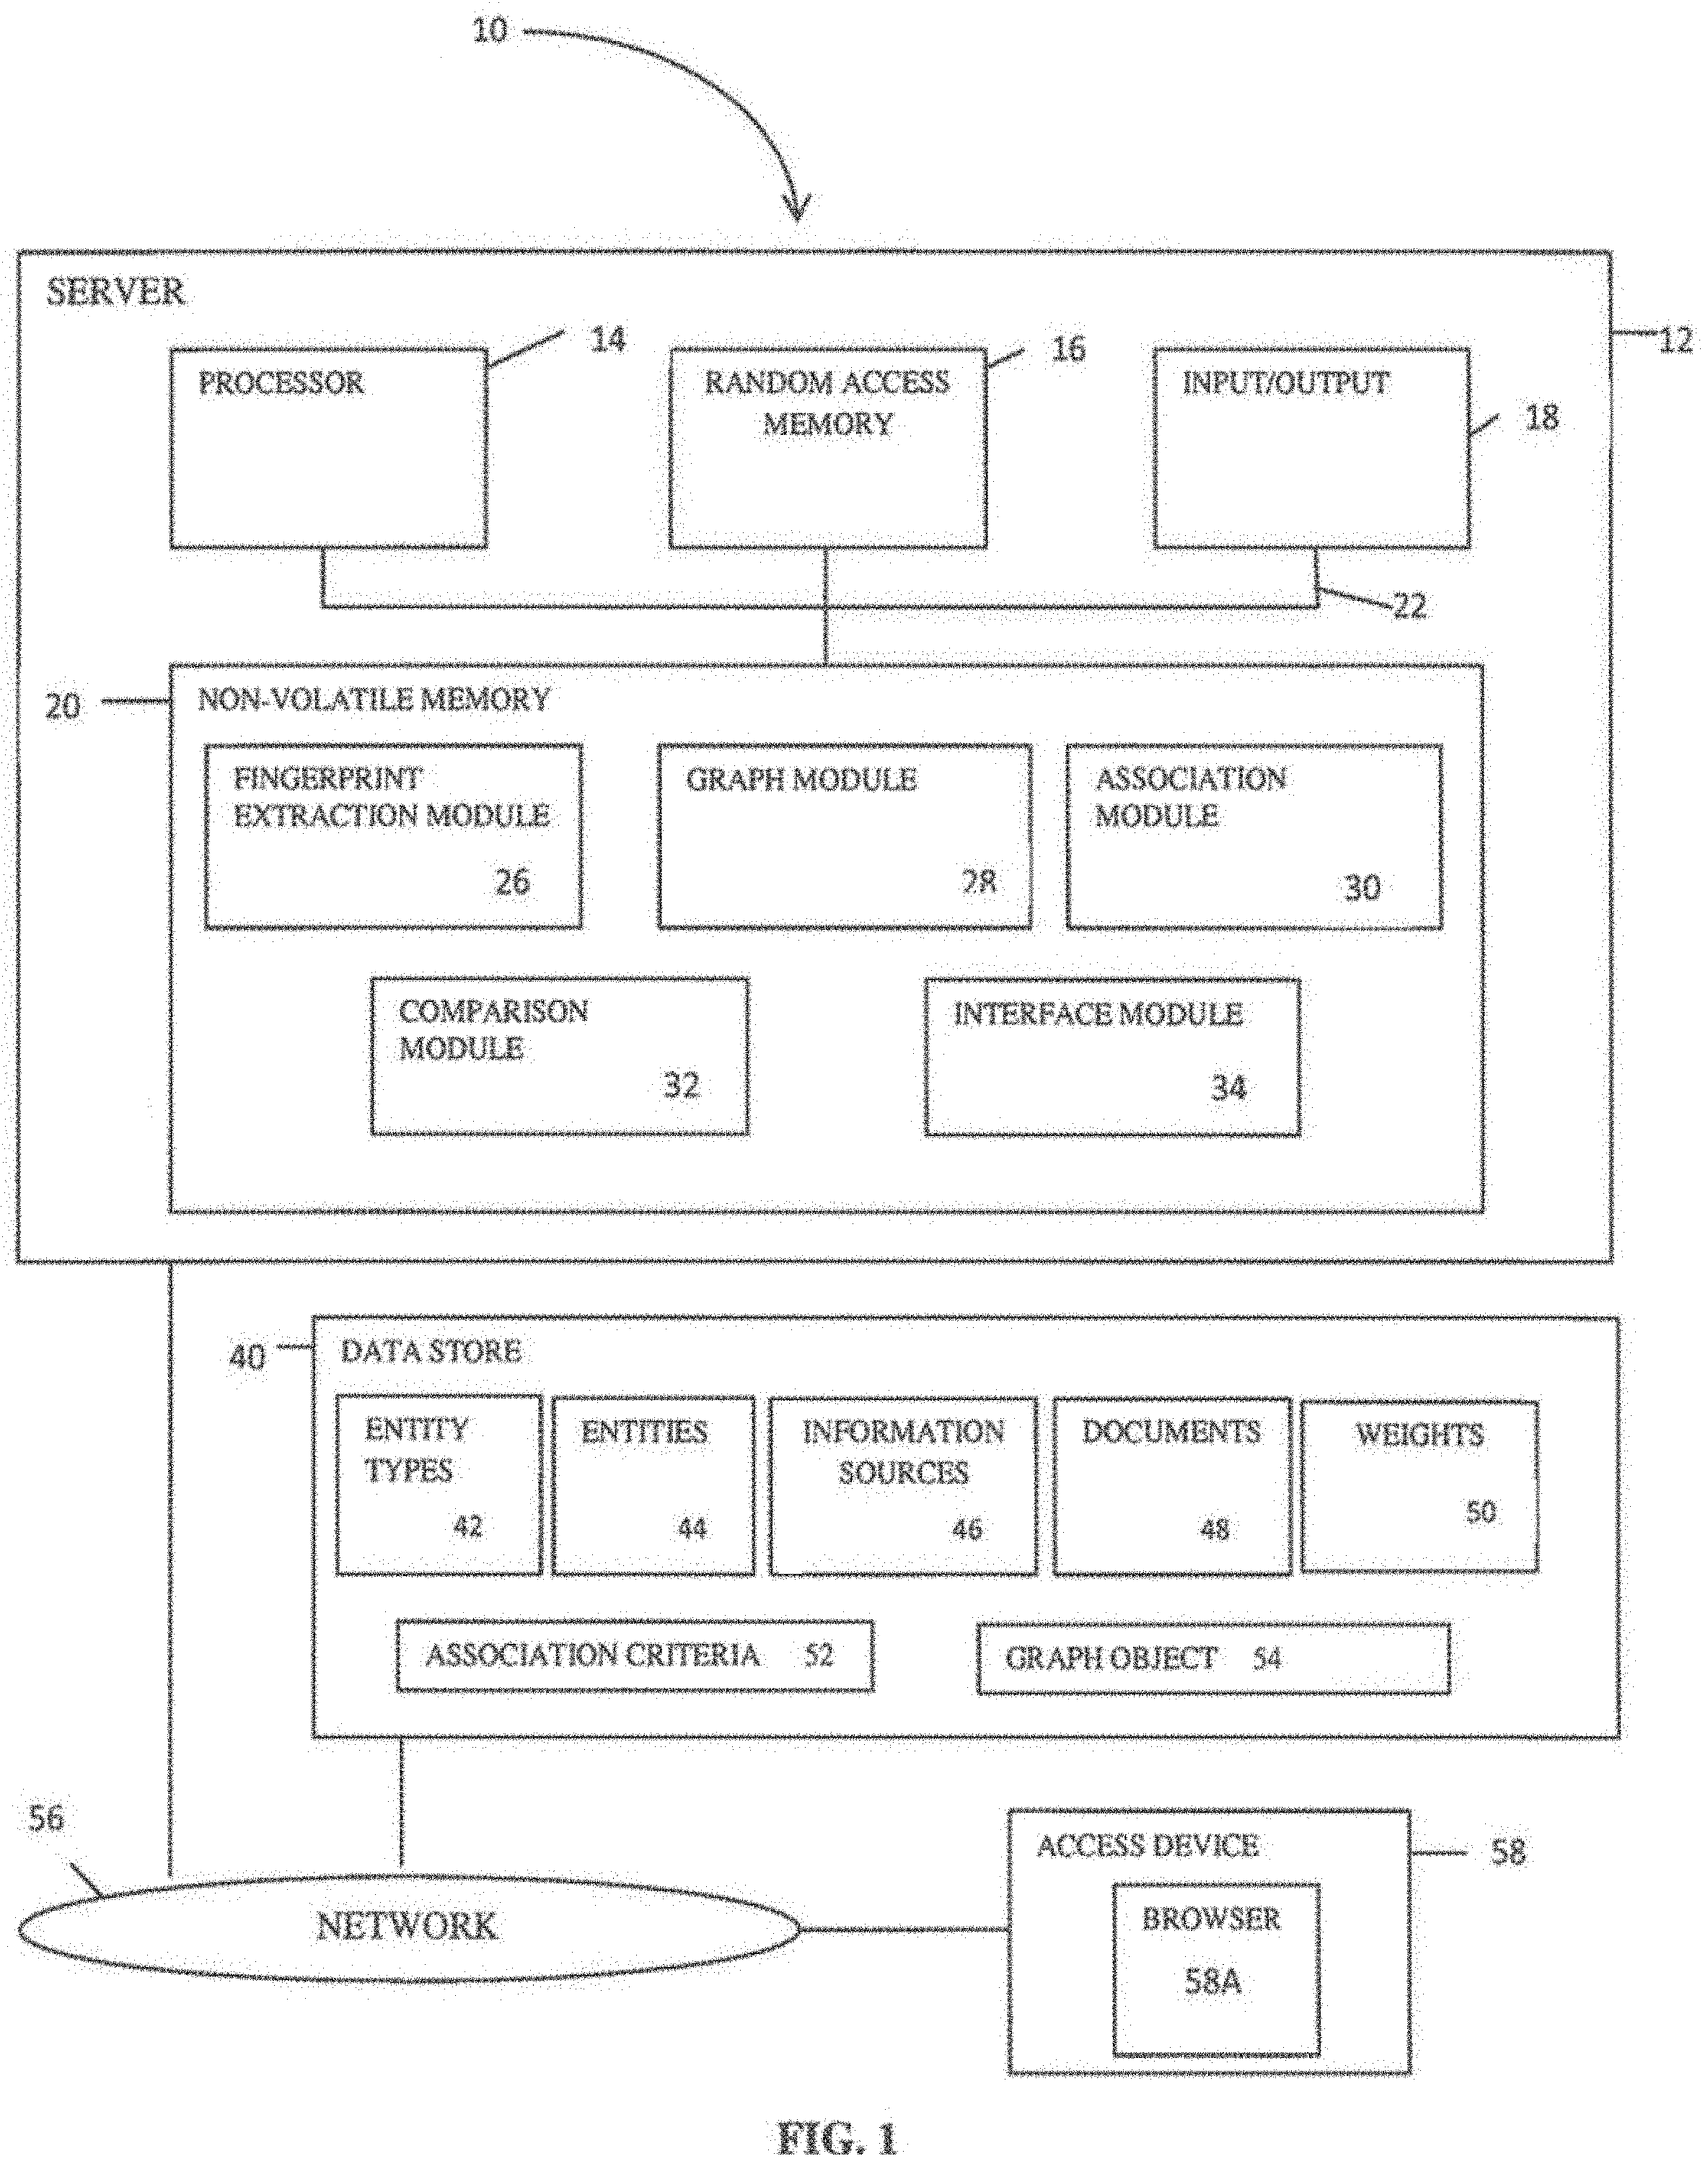 10
SERVER
12
14
16
PROCESSOR
RANDOM ACCESS
MEMORY
INPUT/OUTPUT
18
22
20
NON-VOLATILE MEMORY
FINGERPRINT
EXTRACTION MODULE
26
GRAPH MODULE
28
ASSOCIATION
MODULE
30
COMPARISON
MODULE
32
INTERFACE MODULE
34
40
DATA STORE
ENTITY
TYPES
42
ENTITIES
44
INFORMATION
SOURCES
46
DOCUMENTS
48
WEIGHTS
50
ASSOCIATION CRITERIA 52
GRAPH OBJECT 54
56
NETWORK
ACCESS DEVICE
58
BROWSER
58A
FIG. 1